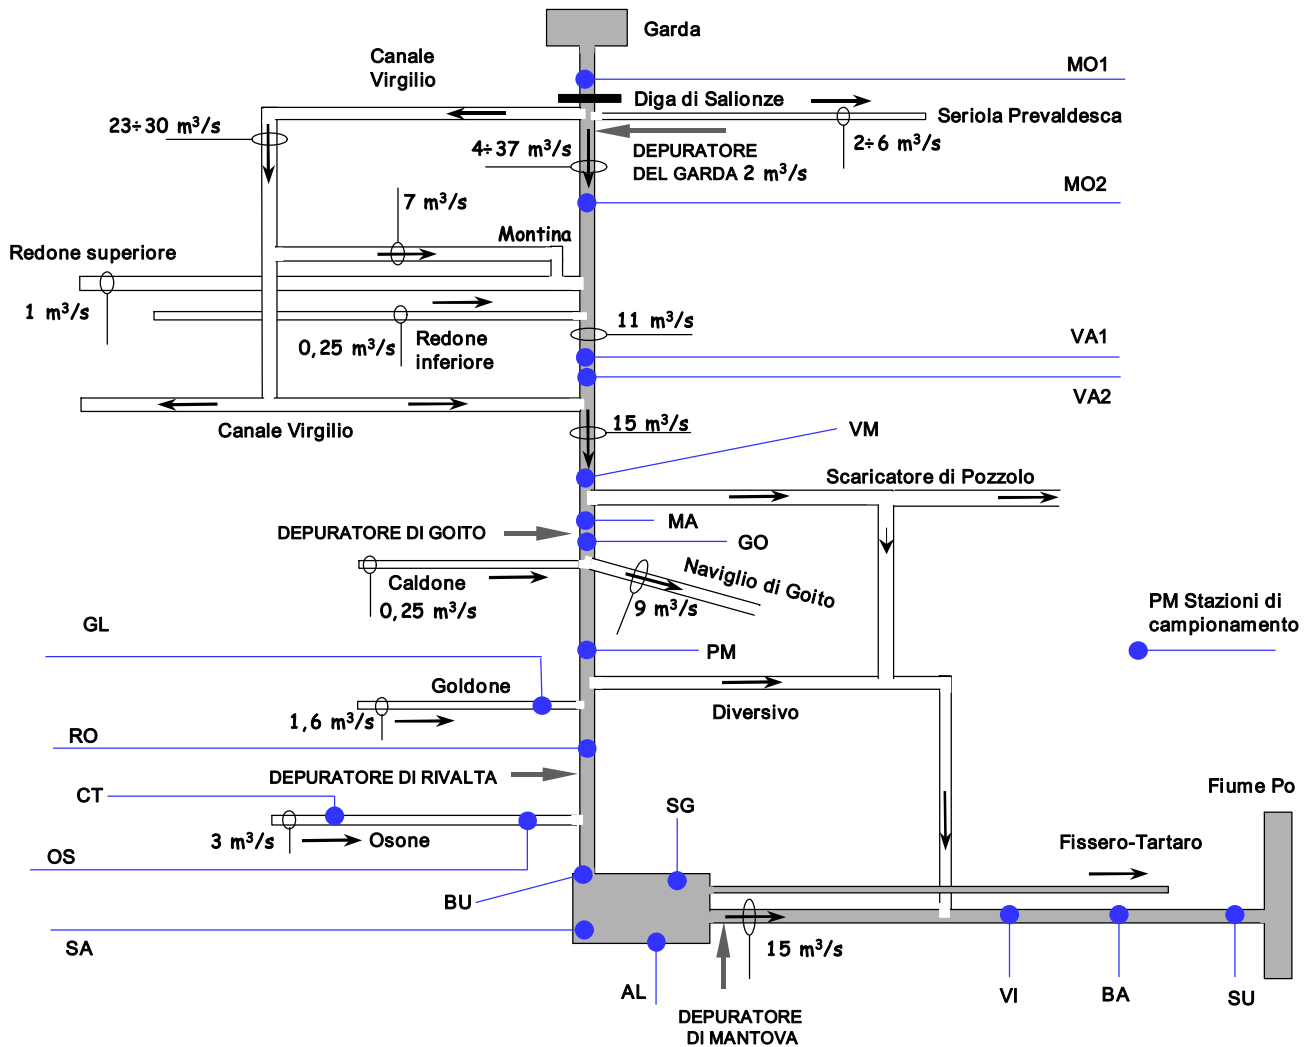 Garda
Canale
Virgilio
MO1
Diga di Salionze
Seriola Prevaldesca
23÷30 m³/s
4÷37 m³/s
2÷6 m³/s
DEPURATORE
DEL GARDA 2 m³/s
MO2
7 m³/s
Montina
Redone superiore
1 m³/s
11 m³/s
0,25 m³/s
Redone
inferiore
VA1
VA2
Canale Virgilio
15 m³/s
VM
Scaricatore di Pozzolo
DEPURATORE DI GOITO
MA
GO
Caldone
0,25 m³/s
Naviglio di Goito
9 m³/s
PM Stazioni di
campionamento
GL
PM
Goldone
1,6 m³/s
Diversivo
RO
DEPURATORE DI RIVALTA
CT
SG
Fiume Po
3 m³/s
Osone
Fissero-Tartaro
OS
BU
SA
15 m³/s
AL
VI
BA
SU
DEPURATORE
DI MANTOVA